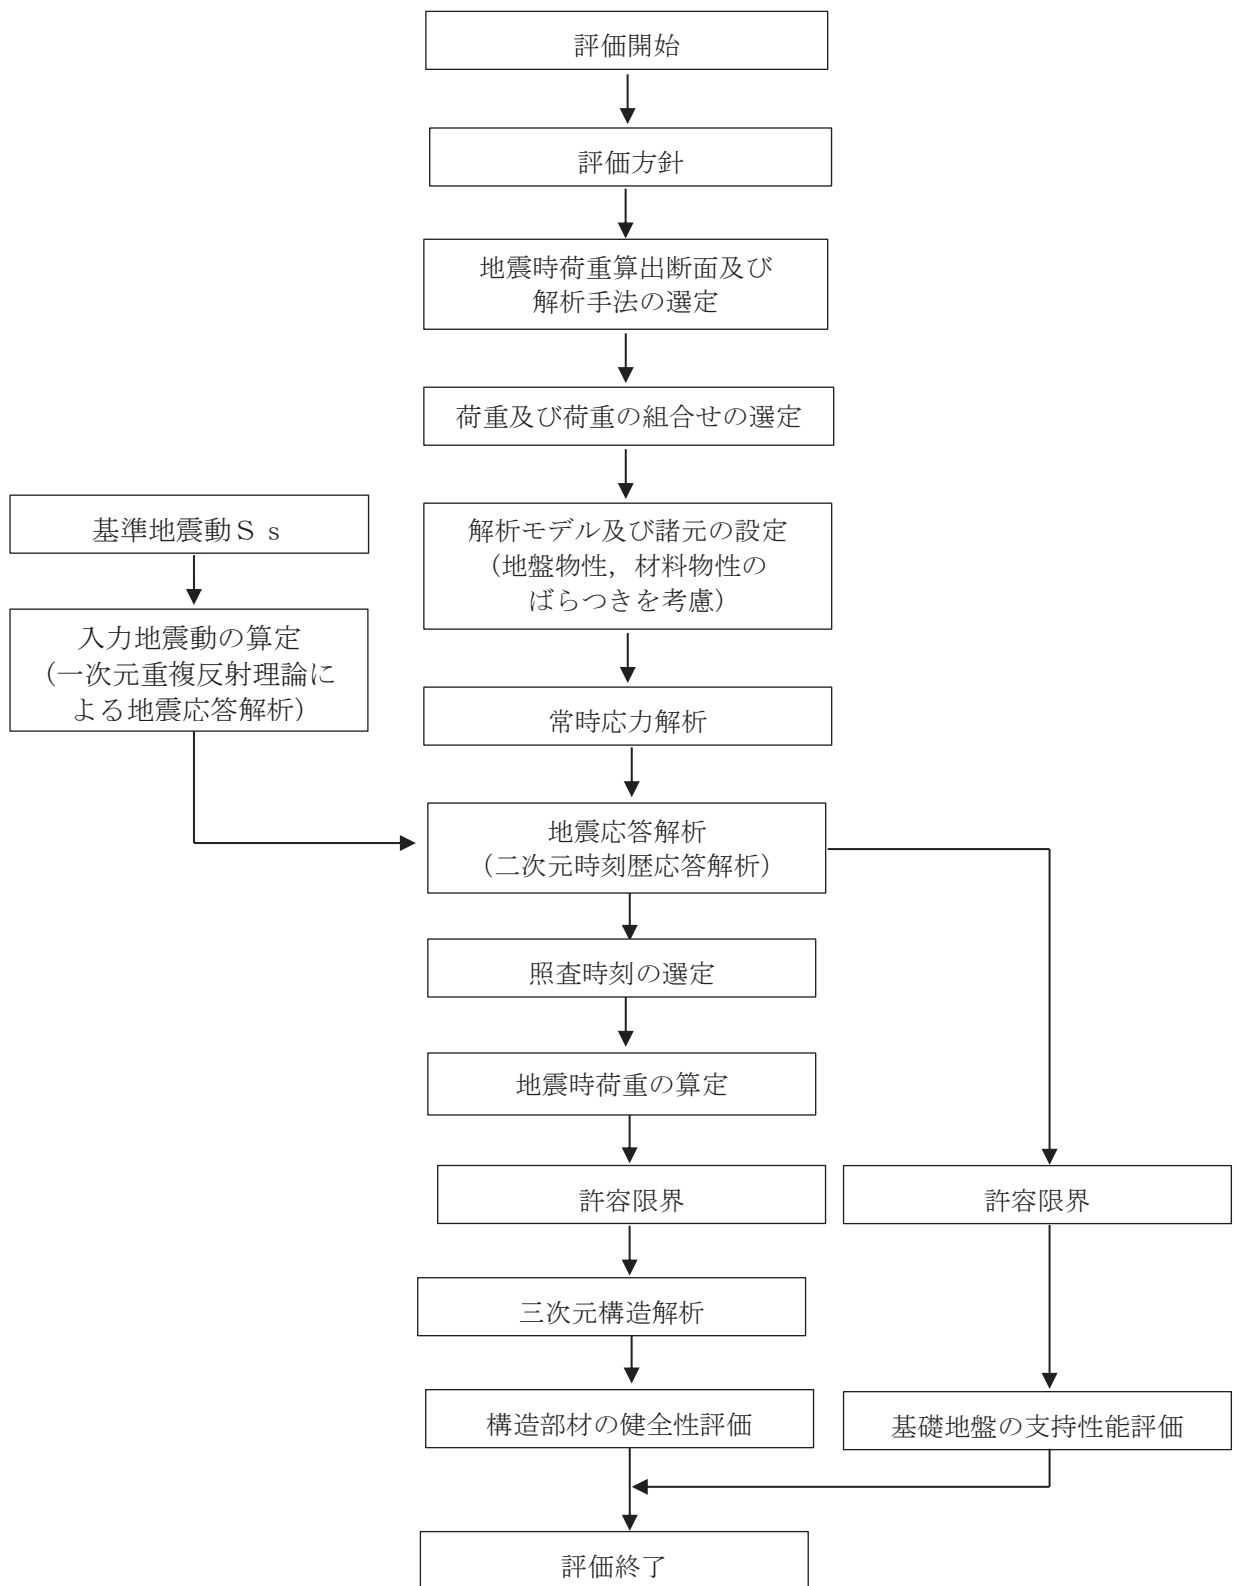 評価開始
評価方針
地震時荷重算出断面及び
解析手法の選定
荷重及び荷重の組合せの選定
基準地震動Ｓｓ
解析モデル及び諸元の設定
（地盤物性，材料物性の
ばらつきを考慮）
入力地震動の算定
（一次元重複反射理論に
よる地震応答解析）
常時応力解析
地震応答解析
（二次元時刻歴応答解析）
照査時刻の選定
地震時荷重の算定
許容限界
許容限界
三次元構造解析
構造部材の健全性評価
基礎地盤の支持性能評価
評価終了